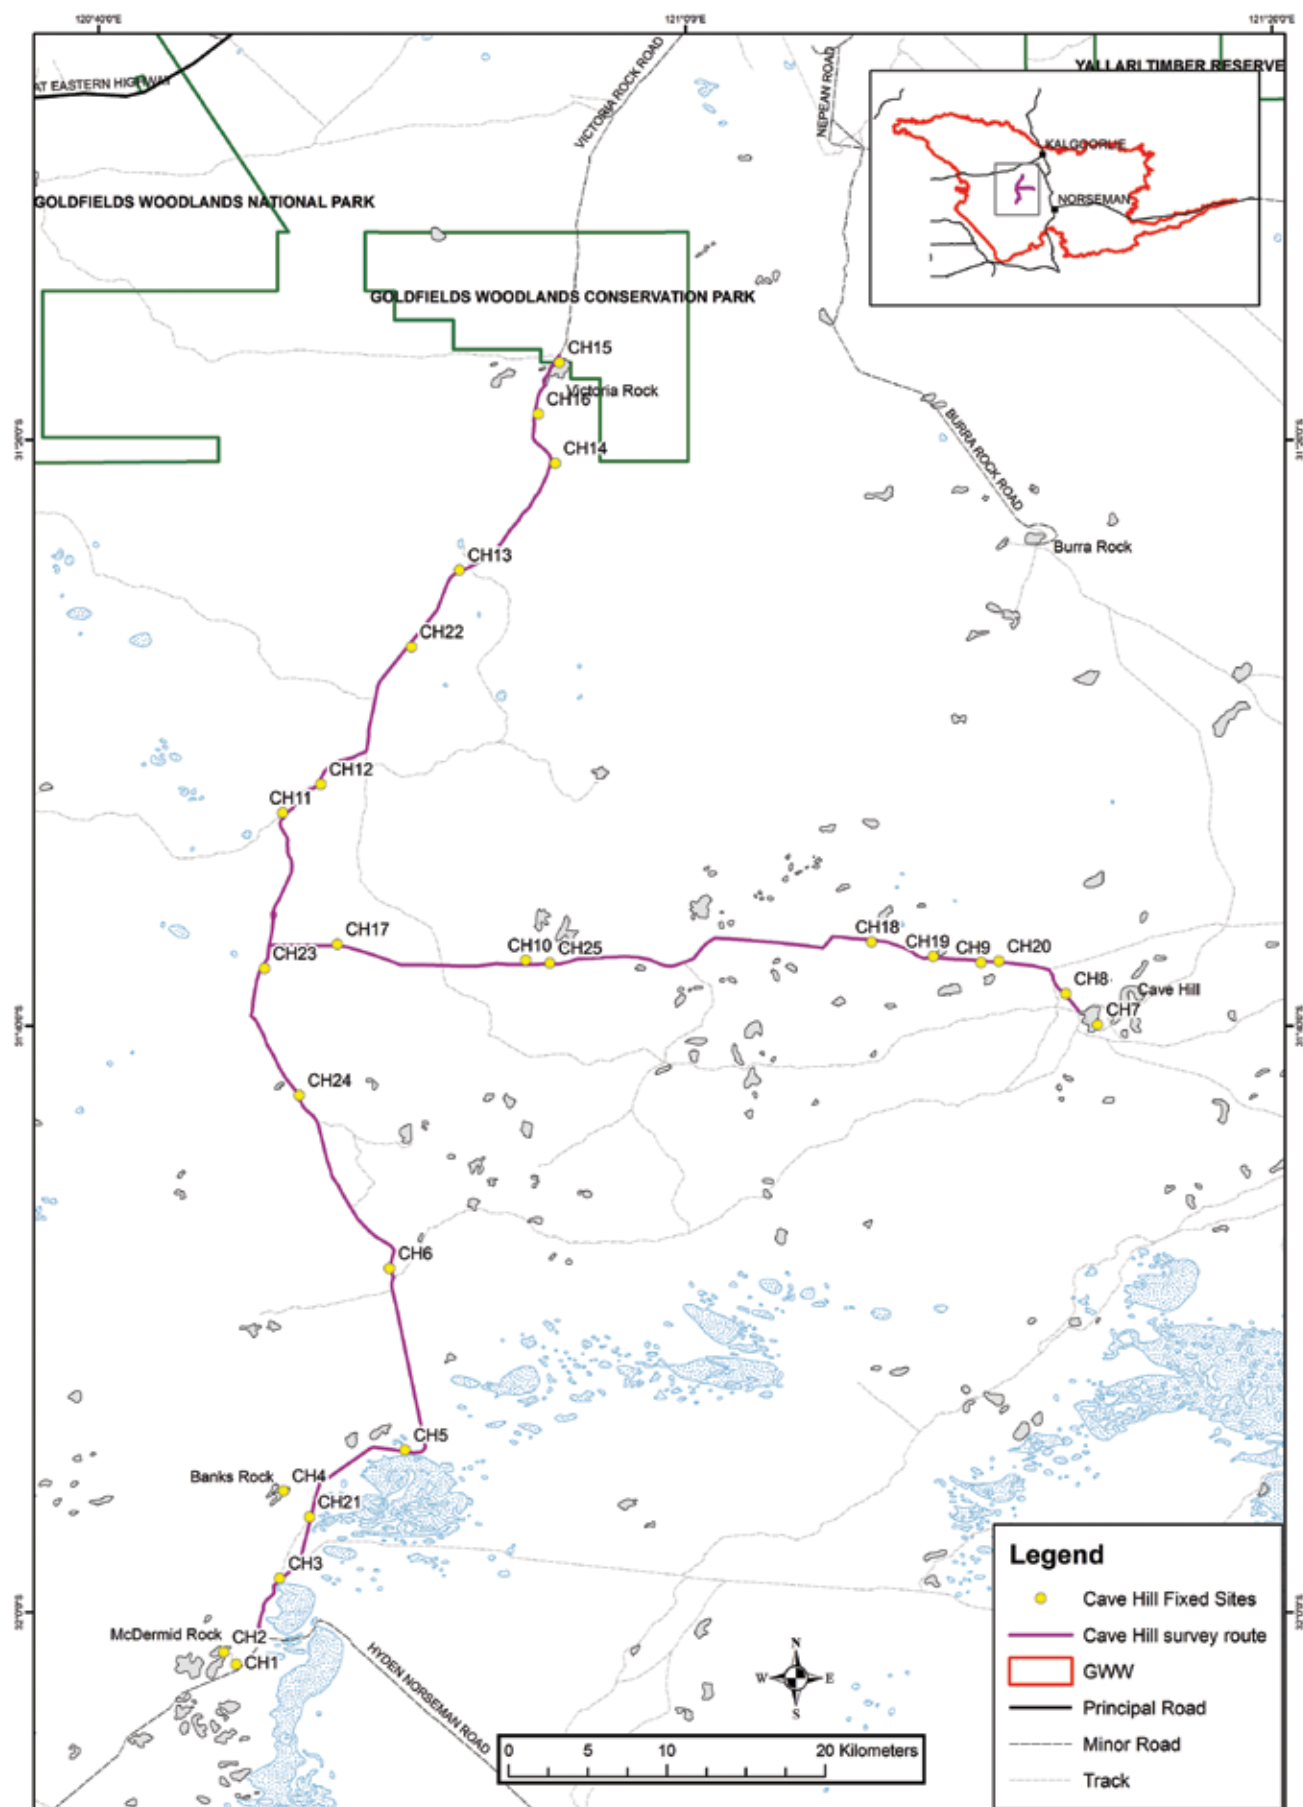 120°40'0"E
121°0'0"E
121°20'0"E
AT EASTERN HIGHWAY
VICTORIA ROCK ROAD
NEPEAN ROAD
YALLARI TIMBER RESERVE
KALGOORLIE
NORSEMAN
GOLDFIELDS WOODLANDS NATIONAL PARK
GOLDFIELDS WOODLANDS CONSERVATION PARK
CH15
Victoria Rock
CH16
BURRA ROCK ROAD
CH14
Burra Rock
CH13
CH22
CH12
CH11
CH17
CH18
CH10
CH25
CH19
CH9
CH20
CH23
CH8
Cave Hill
CH7
31°40'0"S
31°40'0"S
CH24
CH6
CH5
Banks Rock
CH4
CH21
CH3
32°0'0"S
32°0'0"S
McDermid Rock
CH2
CH1
HYDEN NORSEMAN ROAD
N
W
E
S
0
5
10
20 Kilometers
Legend
Cave Hill Fixed Sites
Cave Hill survey route
GWW
Principal Road
Minor Road
Track